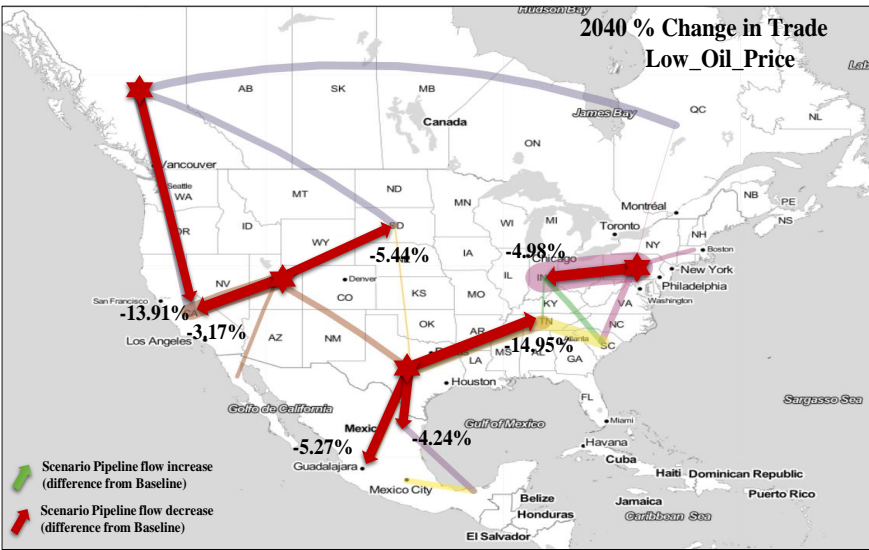 Hudson Bay
2040 % Change in Trade
Low_Oil_Price
AB
SK
MB
James Bay
QC
NL
Canada
ON
Vancouver
Seattle
WA
MT
ND
MN
Montréal
NB
PE
NS
OR
ID
WI
MI
Toronto
NY
NH
Boston
SD
WY
-5.44%
IA
-4.98%
Chicago
New York
Philadelphia
NV
Denver
IL
IN
Washington
San Francisco
CA
CO
KS
MO
KY
VA
-13.91%
-3.17%
Los Angeles
AZ
NM
OK
AR
TN
NC
-14.95%
Atlanta
SC
MS
AL
GA
LA
Houston
FL
Golfo de California
Gulf of Mexico
Miami
Sargasso Sea
Mexic
-4.24%
Havana
Cuba
-5.27%
Guadalajara
Mexico City
Haiti
Dominican Republic
Puerto Rico
Jamaica
Caribbean Sea
Belize
Honduras
El Salvador
Scenario Pipeline flow increase
(difference from Baseline)
Scenario Pipeline flow decrease
(difference from Baseline)